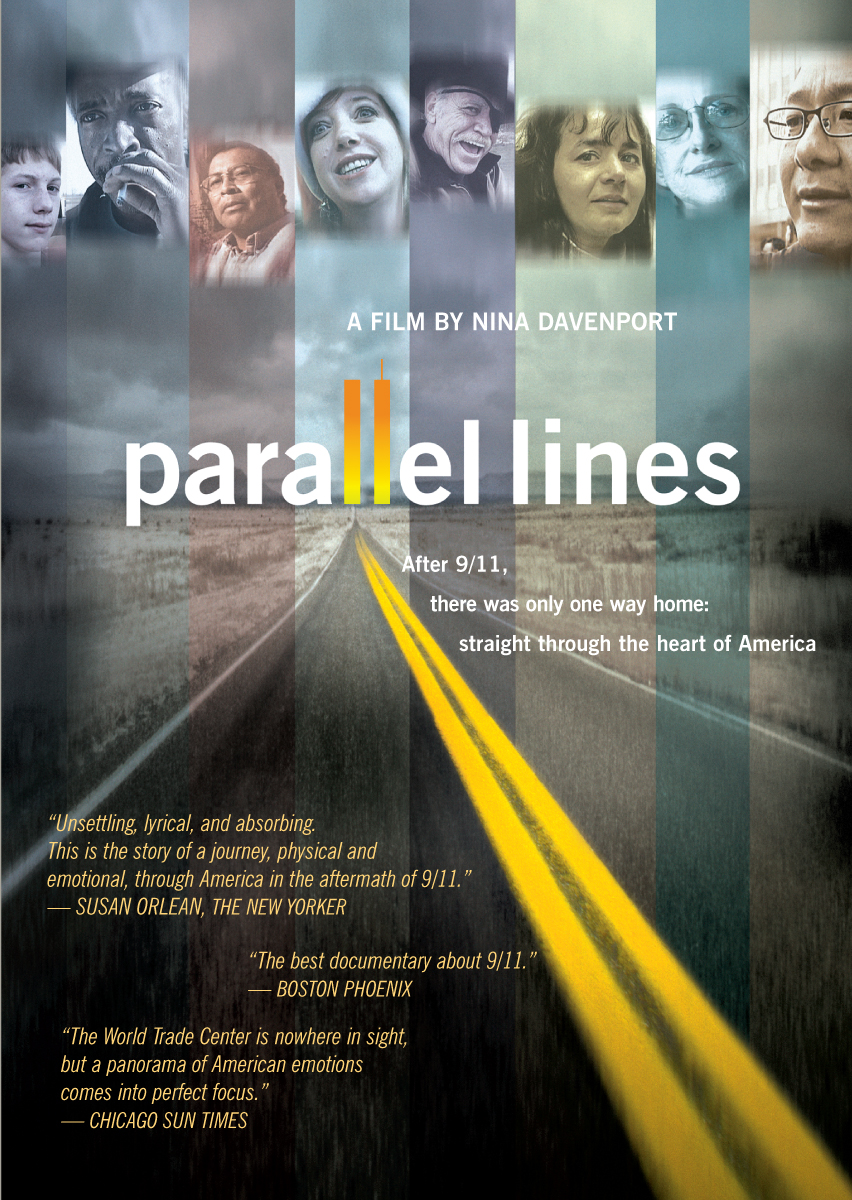 A FILM BY NINA DAVENPORT
parallel lines
After 9/11,
there was only one way home:
straight through the heart of America
“Unsettling, lyrical, and absorbing.
This is the story of a journey, physical and
emotional, through America in the aftermath of 9/11.”
— SUSAN ORLEAN, THE NEW YORKER
“The best documentary about 9/11.”
— BOSTON PHOENIX
“The World Trade Center is nowhere in sight,
but a panorama of American emotions
comes into perfect focus.”
— CHICAGO SUN TIMES